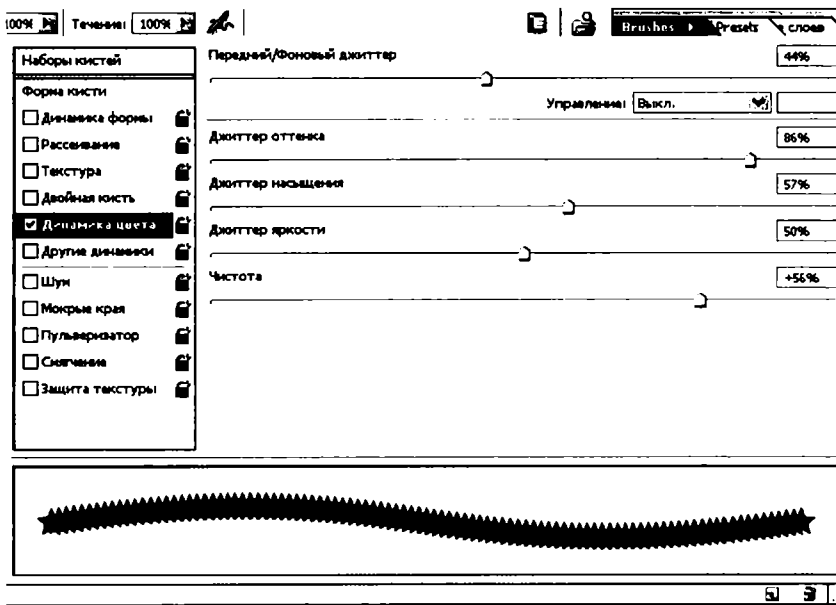 100% Течение: 100% Brushes Presets слоев
Наборы кистей
Форма кисти
Динамика формы
Рассеивание
Текстура
Двойная кисть
Динамика цвета
Другие динамики
Шум
Мокрые края
Пульверизатор
Смягчение
Защита текстуры
Передний/Фоновый джиттер 44%
Управление: Выкл.
Джиттер оттенка 86%
Джиттер насыщения 57%
Джиттер яркости 50%
Чистота +56%